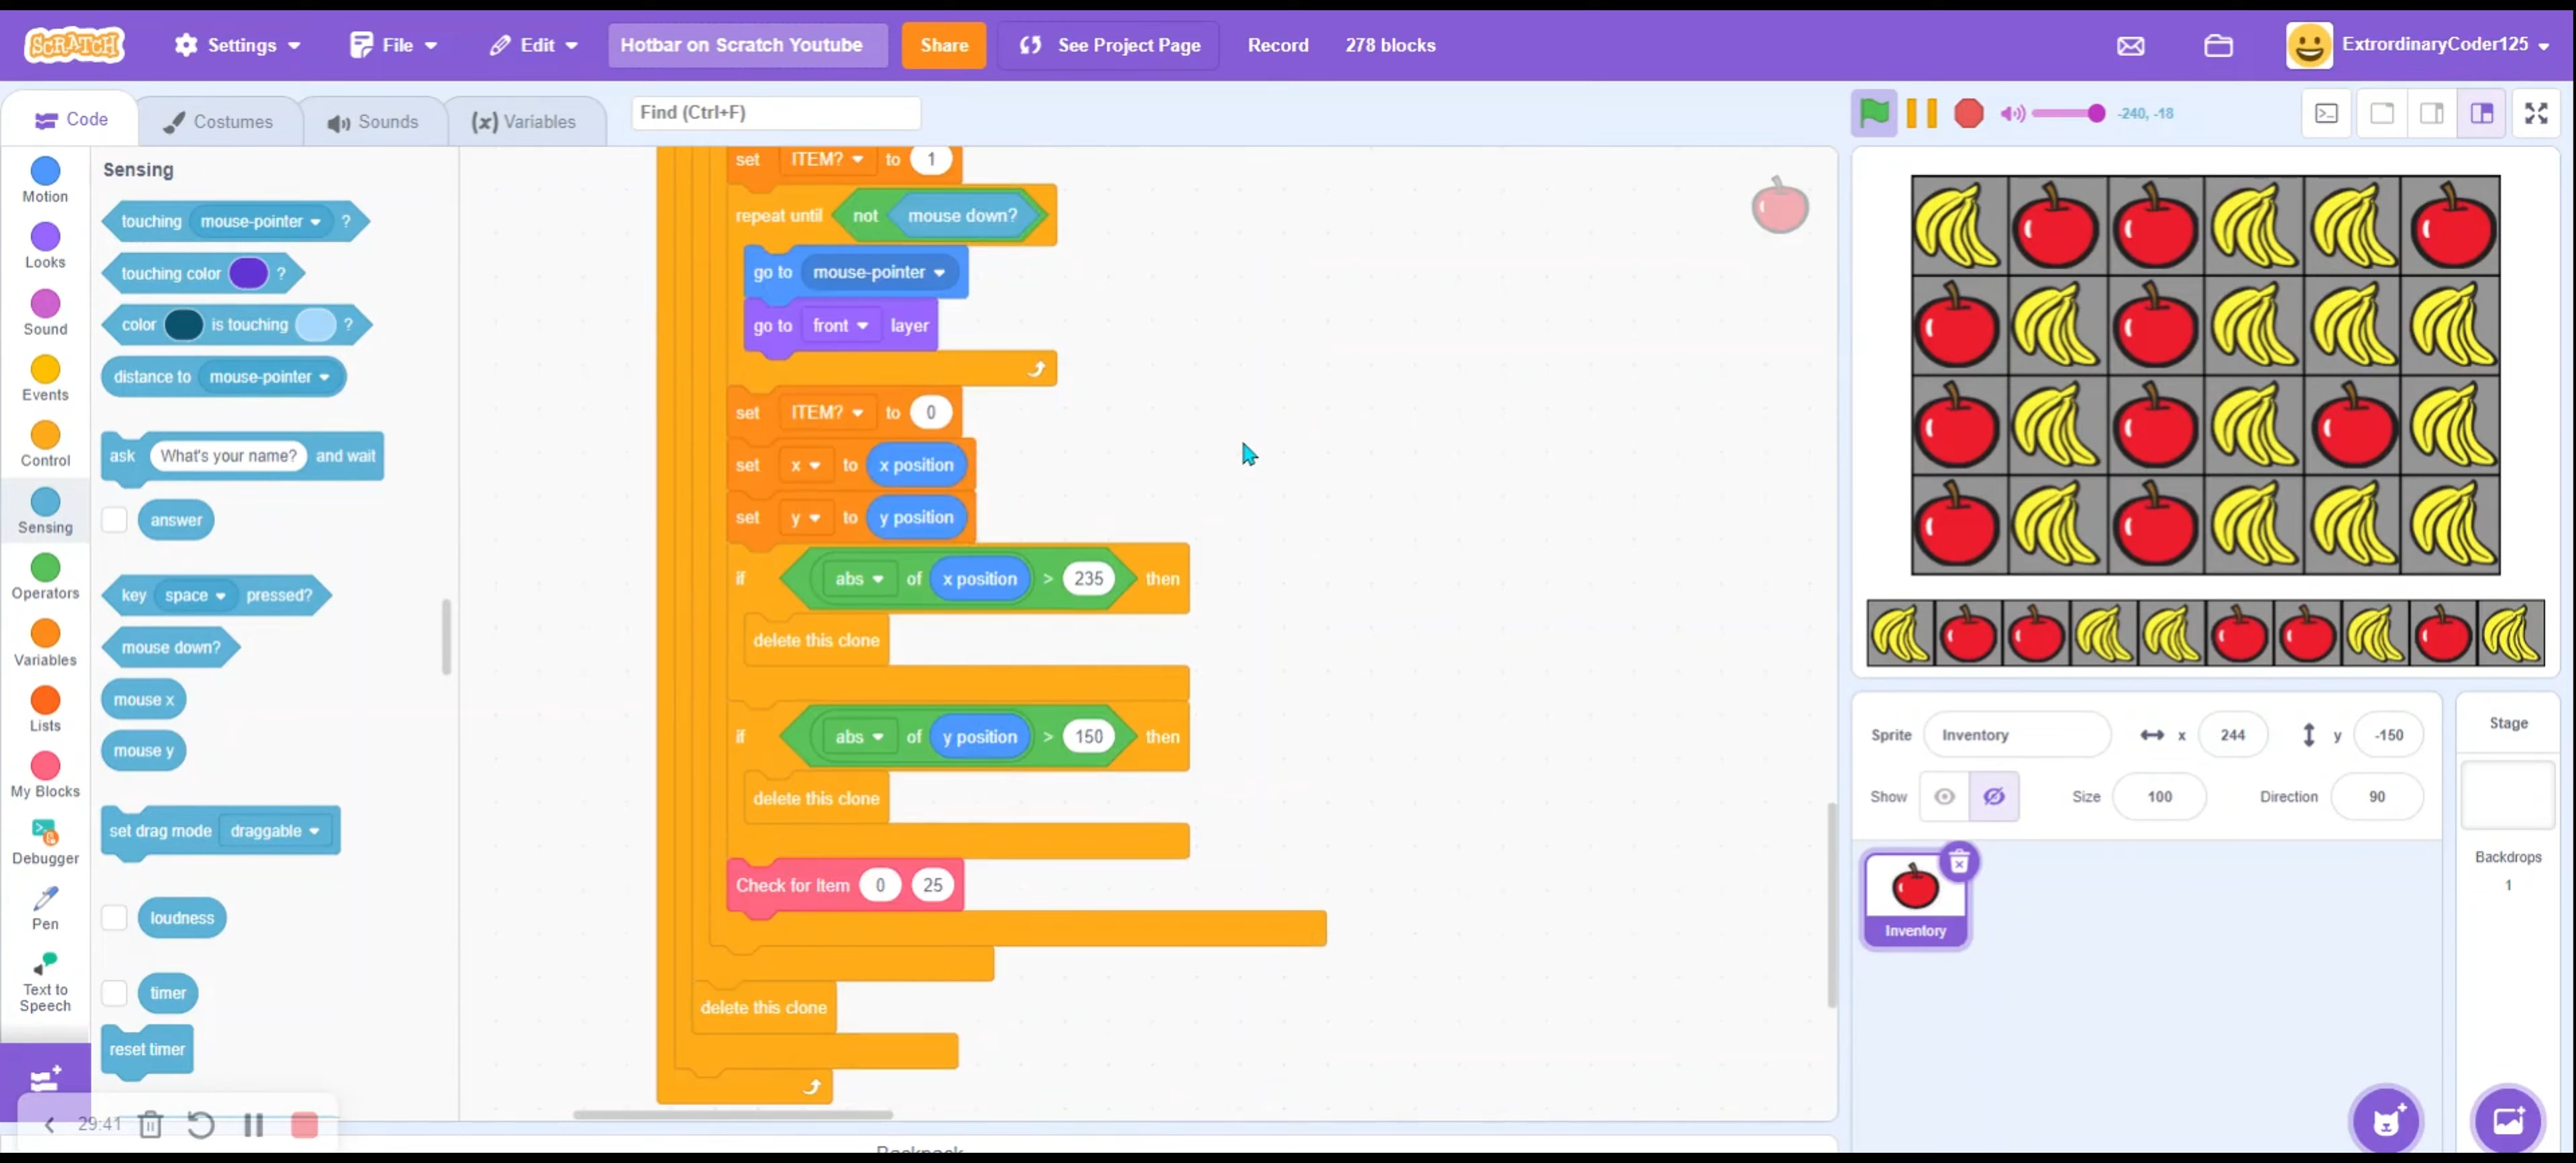 SCRATCH Settings File Edit Hotbar on Scratch Youtube Share See Project Page Record 278 blocks ExtrordinaryCoder125
Code Costumes Sounds (x) Variables Find (Ctrl+F) -240, -18
Motion
Looks
Sound
Events
Control
Sensing
Operators
Variables
Lists
My Blocks
Debugger
Pen
Text to
Speech
Sensing
touching mouse-pointer ?
touching color ?
color is touching ?
distance to mouse-pointer
ask What's your name? and wait
answer
key space pressed?
mouse down?
mouse x
mouse y
set drag mode draggable
loudness
timer
reset timer
29:41
set ITEM? to 1
repeat until not mouse down?
go to mouse-pointer
go to front layer
set ITEM? to 0
set x to x position
set y to y position
if abs of x position > 235 then
delete this clone
if abs of y position > 150 then
delete this clone
Check for Item 0 25
delete this clone
Backpack
Sprite Inventory x 244 y -150
Show Size 100 Direction 90
Inventory
Stage
Backdrops
1